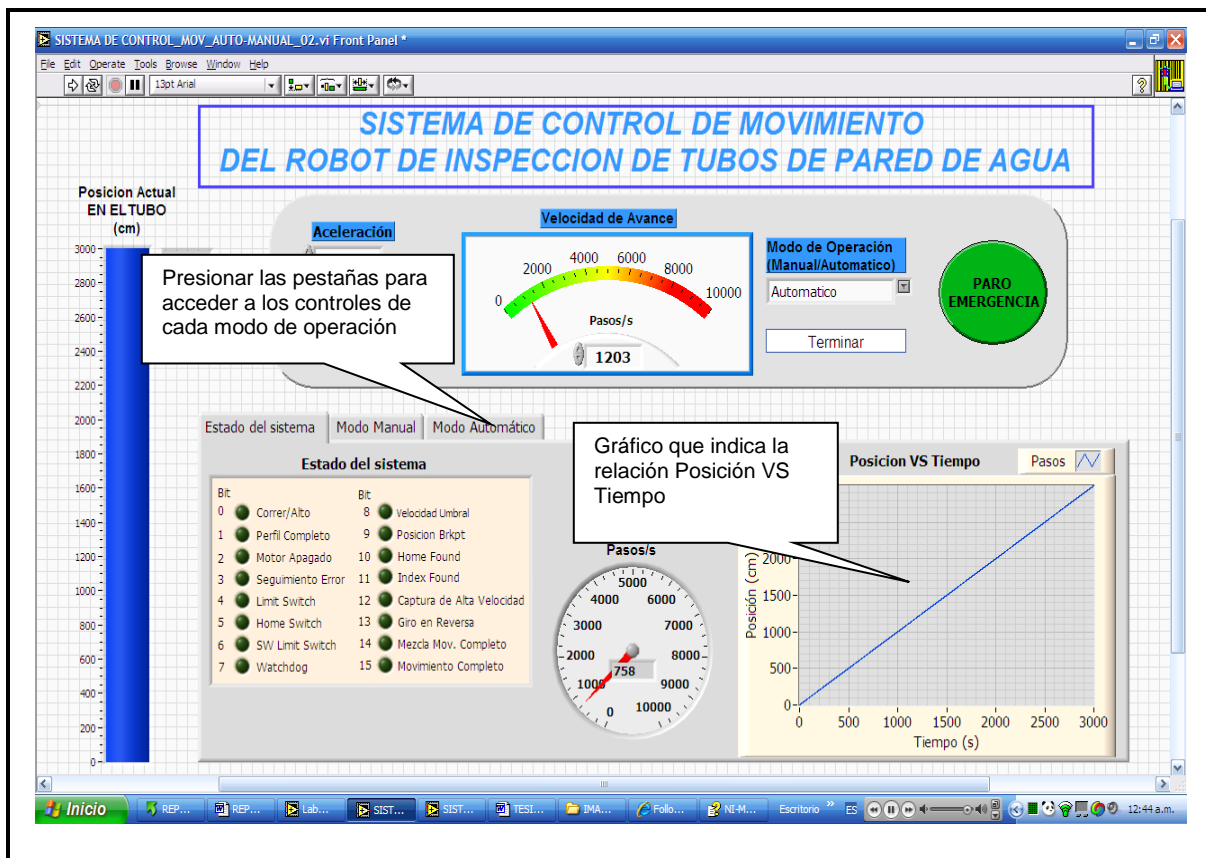 SISTEMA DE CONTROL_MOV_AUTO-MANUAL_02.vi Front Panel *
File Edit Operate Tools Browse Window Help
13pt Arial
SISTEMA DE CONTROL DE MOVIMIENTO
DEL ROBOT DE INSPECCION DE TUBOS DE PARED DE AGUA
Posicion Actual
EN EL TUBO
(cm)
3000
2800
2600
2400
2200
2000
1800
1600
1400
1200
1000
800
600
400
200
0
Aceleración
Presionar las pestañas para
acceder a los controles de
cada modo de operación
Velocidad de Avance
0 2000 4000 6000 8000 10000
Pasos/s
1203
Modo de Operación
(Manual/Automatico)
Automatico
Terminar
PARO
EMERGENCIA
Estado del sistema Modo Manual Modo Automático
Estado del sistema
Bit Bit
0 Correr/Alto 8 Velocidad Umbral
1 Perfil Completo 9 Posicion Brkpt
2 Motor Apagado 10 Home Found
3 Seguimiento Error 11 Index Found
4 Limit Switch 12 Captura de Alta Velocidad
5 Home Switch 13 Giro en Reversa
6 SW Limit Switch 14 Mezcla Mov. Completo
7 Watchdog 15 Movimiento Completo
Gráfico que indica la
relación Posición VS
Tiempo
Pasos/s
0 1000 2000 3000 4000 5000 6000 7000 8000 9000 10000
758
Posicion VS Tiempo Pasos
Posición (cm)
2000
1500
1000
500
0
0 500 1000 1500 2000 2500 3000
Tiempo (s)
Inicio REP... REP... Lab... SIST... SIST... TESI... IMA... Follo... NI-M... Escritorio » ES 12:44 a.m.